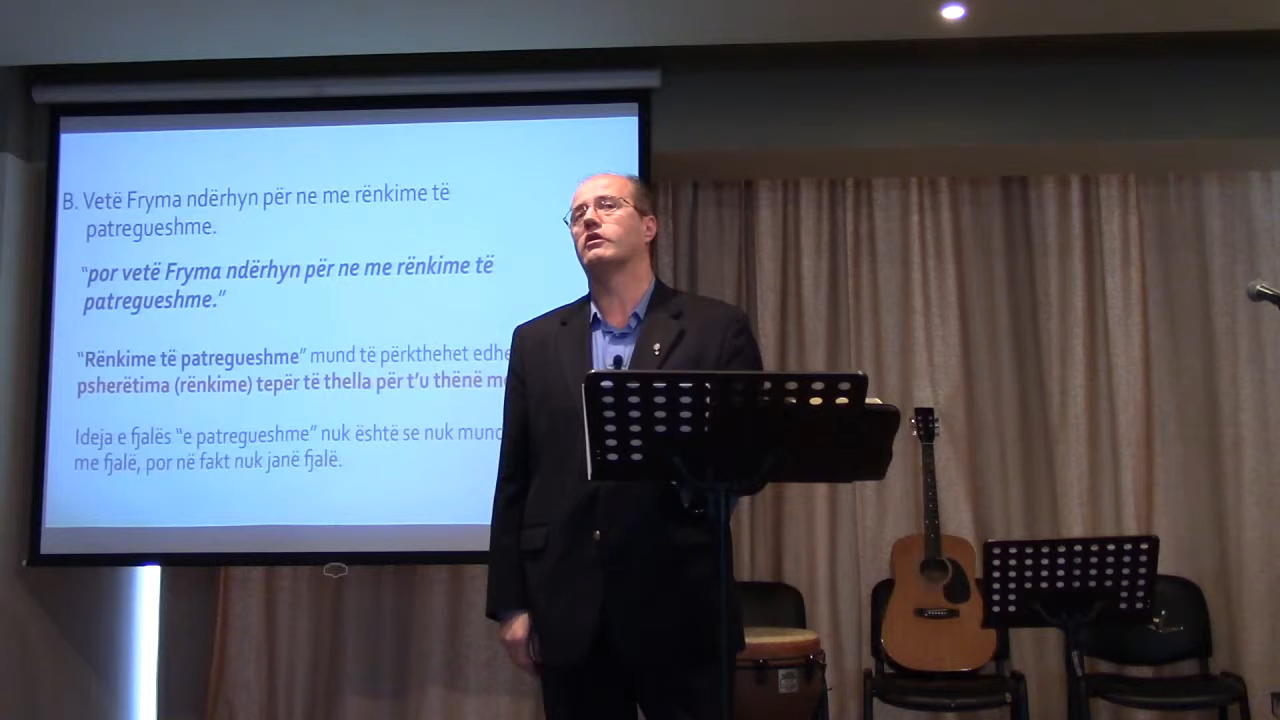 B. Vetë Fryma ndërhyn për ne me rënkime të
patregueshme.
“por vetë Fryma ndërhyn për ne me rënkime të
patregueshme.”
“Rënkime të patregueshme” mund të përkthehet edhe
psherëtima (rënkime) tepër të thella për t’u thënë
Ideja e fjalës “e patregueshme” nuk është se nuk
me fjalë, por në fakt nuk janë fjalë.